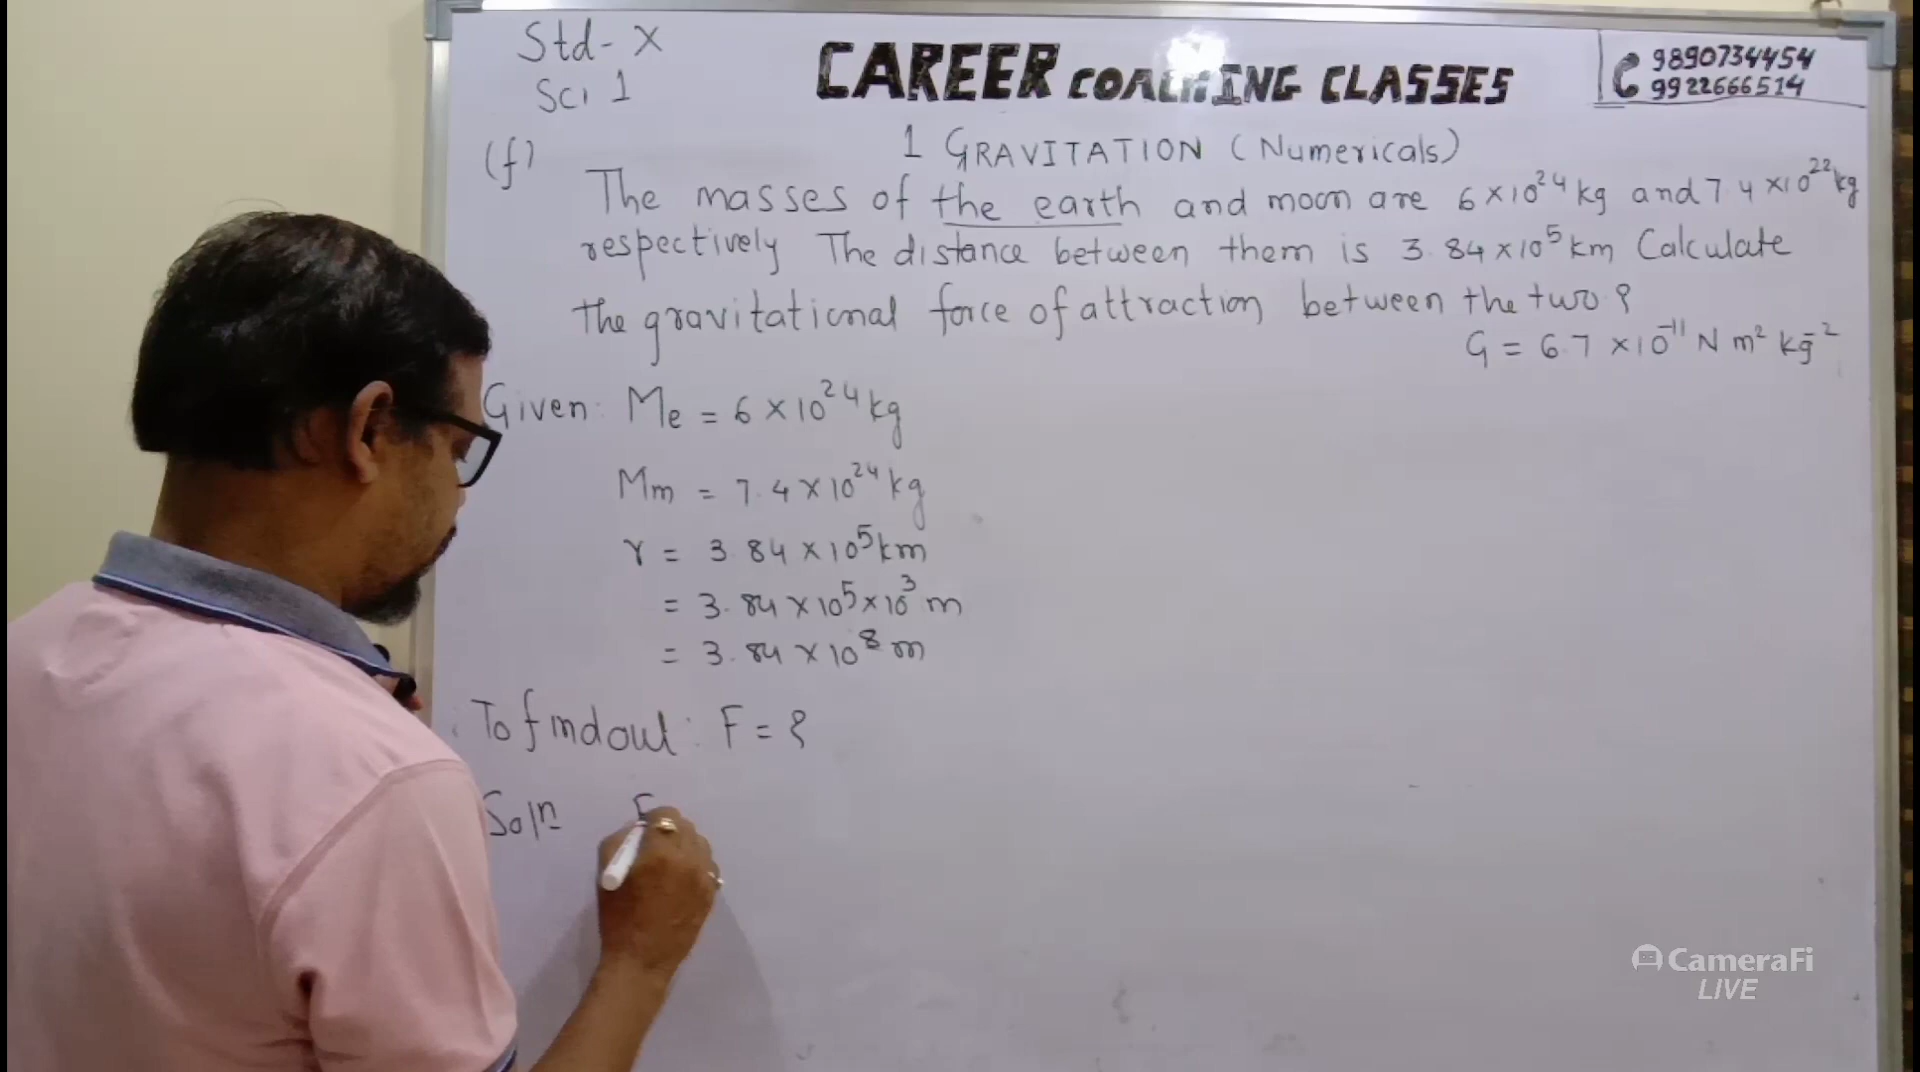 Std- X
Sci 1
CAREER COACHING CLASSES
9890734454
9922666514
1 GRAVITATION (Numericals)
(f)
The masses of the earth and moon are 6 × 10²⁴ kg and 7.4 × 10²² kg
respectively The distance between them is 3.84 × 10⁵ km Calculate
the gravitational force of attraction between the two ?
G = 6.7 × 10⁻¹¹ N m² kg⁻²
Given: Me = 6 × 10²⁴ kg
Mm = 7.4 × 10²⁴ kg
r = 3.84 × 10⁵ km
= 3.84 × 10⁵ × 10³ m
= 3.84 × 10⁸ m
To findout: F = ?
Soln F
CameraFi
LIVE